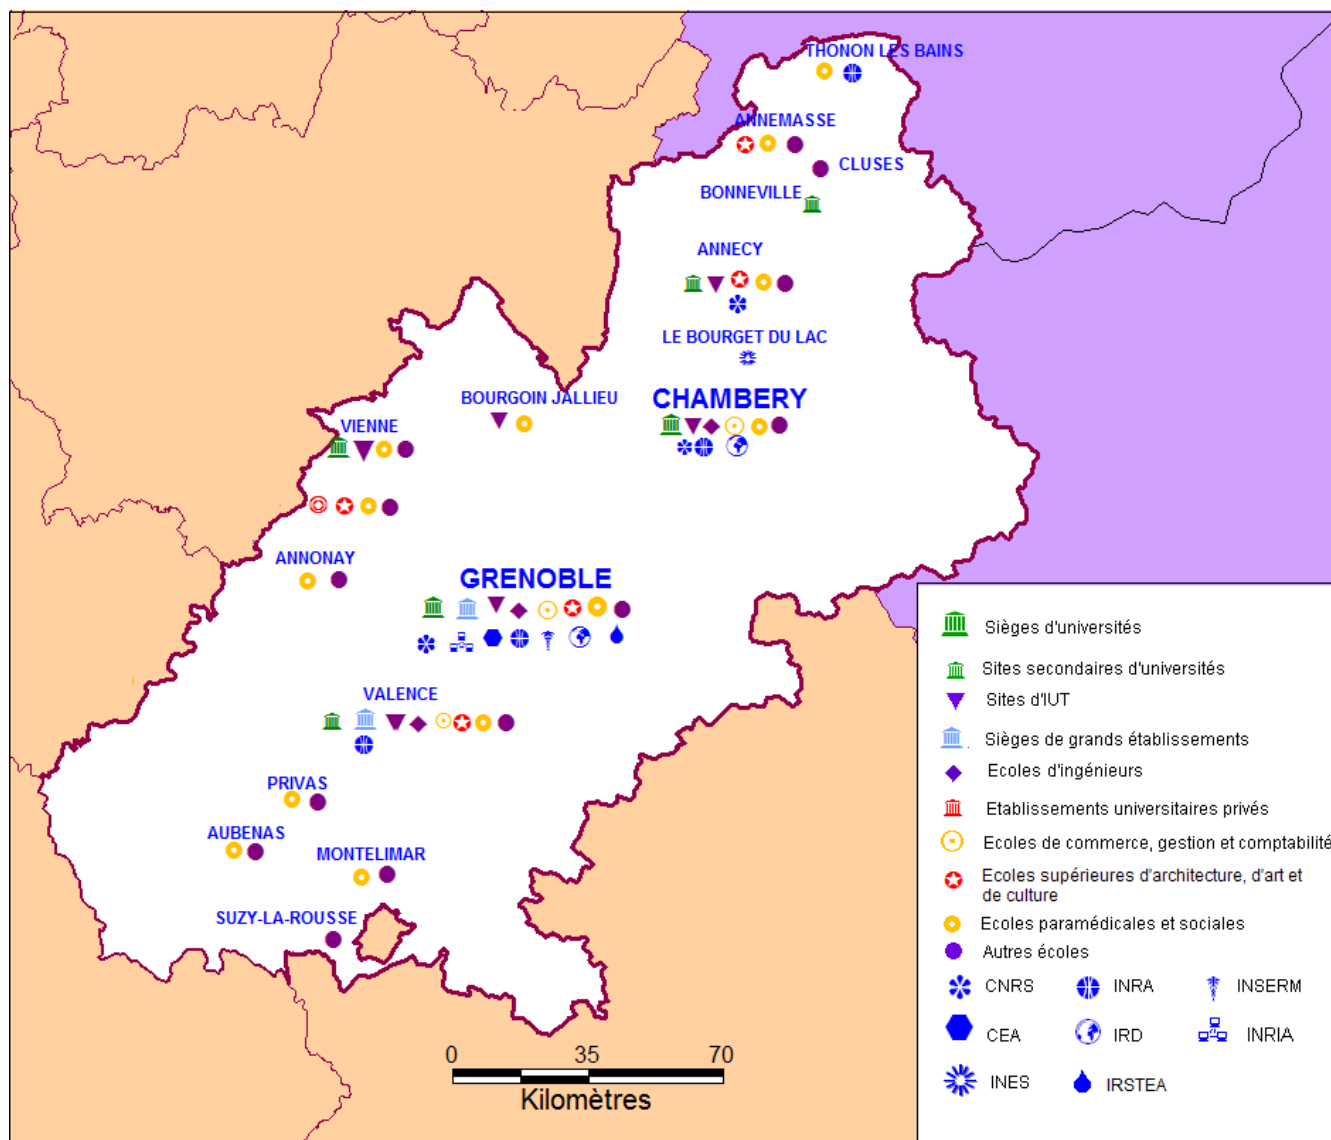 THONON LES BAINS
ANNEMASSE
CLUSES
BONNEVILLE
ANNECY
LE BOURGET DU LAC
CHAMBERY
BOURGOIN JALLIEU
VIENNE
ANNONAY
GRENOBLE
VALENCE
PRIVAS
AUBENAS
MONTELIMAR
SUZY-LA-ROUSSE
0 35 70
Kilomètres
Sièges d'universités
Sites secondaires d'universités
Sites d'IUT
Sièges de grands établissements
Ecoles d'ingénieurs
Etablissements universitaires privés
Ecoles de commerce, gestion et comptabilité
Ecoles supérieures d'architecture, d'art et
de culture
Ecoles paramédicales et sociales
Autres écoles
CNRS INRA INSERM
CEA IRD INRIA
INES IRSTEA